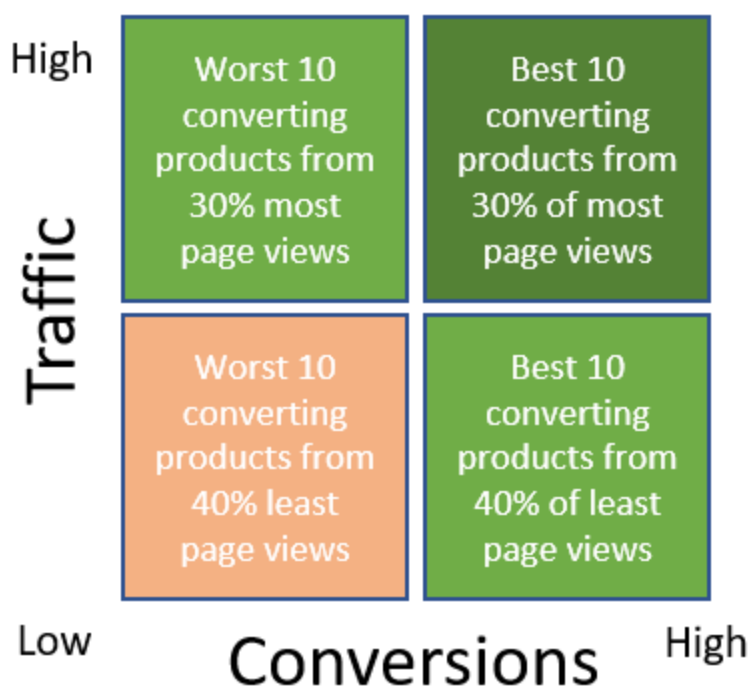 High
Worst 10
converting
products from
30% most
page views
Best 10
converting
products from
30% of most
page views
Traffic
Worst 10
converting
products from
40% least
page views
Best 10
converting
products from
40% of least
page views
Low
Conversions
High